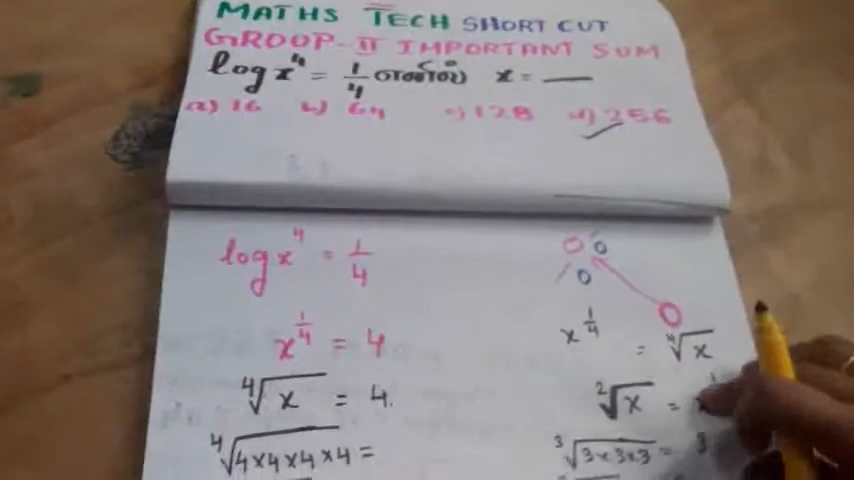 MATHS TECH SHORT CUT
GROUP-II IMPORTANT SUM
log x⁴ = 1/4 எனில் x = ___
a) 16 b) 64 c) 128 d) 256 ✓
log x⁴ = 1/4
x^(1/4) = 4
x^(1/4) = ⁿ√x
⁴√x = 4.
²√x =
⁴√4×4×4×4 =
³√3×3×3 = 3